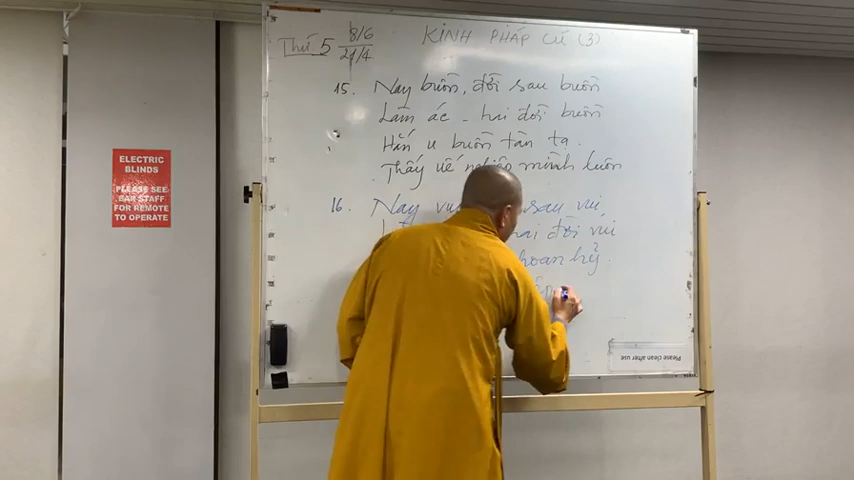 Thứ 5 8/6 KINH PHÁP CÚ (3)
21/4
15. Nay buồn, đời sau buồn
Làm ác - hai đời buồn
Hắn u buồn tàn tạ.
Thấy uế nghiệp mình luôn
16. Nay vui sau vui
hai đời vui
hoan hỷ.
ELECTRIC
BLINDS
PLEASE SEE
BAR STAFF
FOR REMOTE
TO OPERATE
Please clean after use